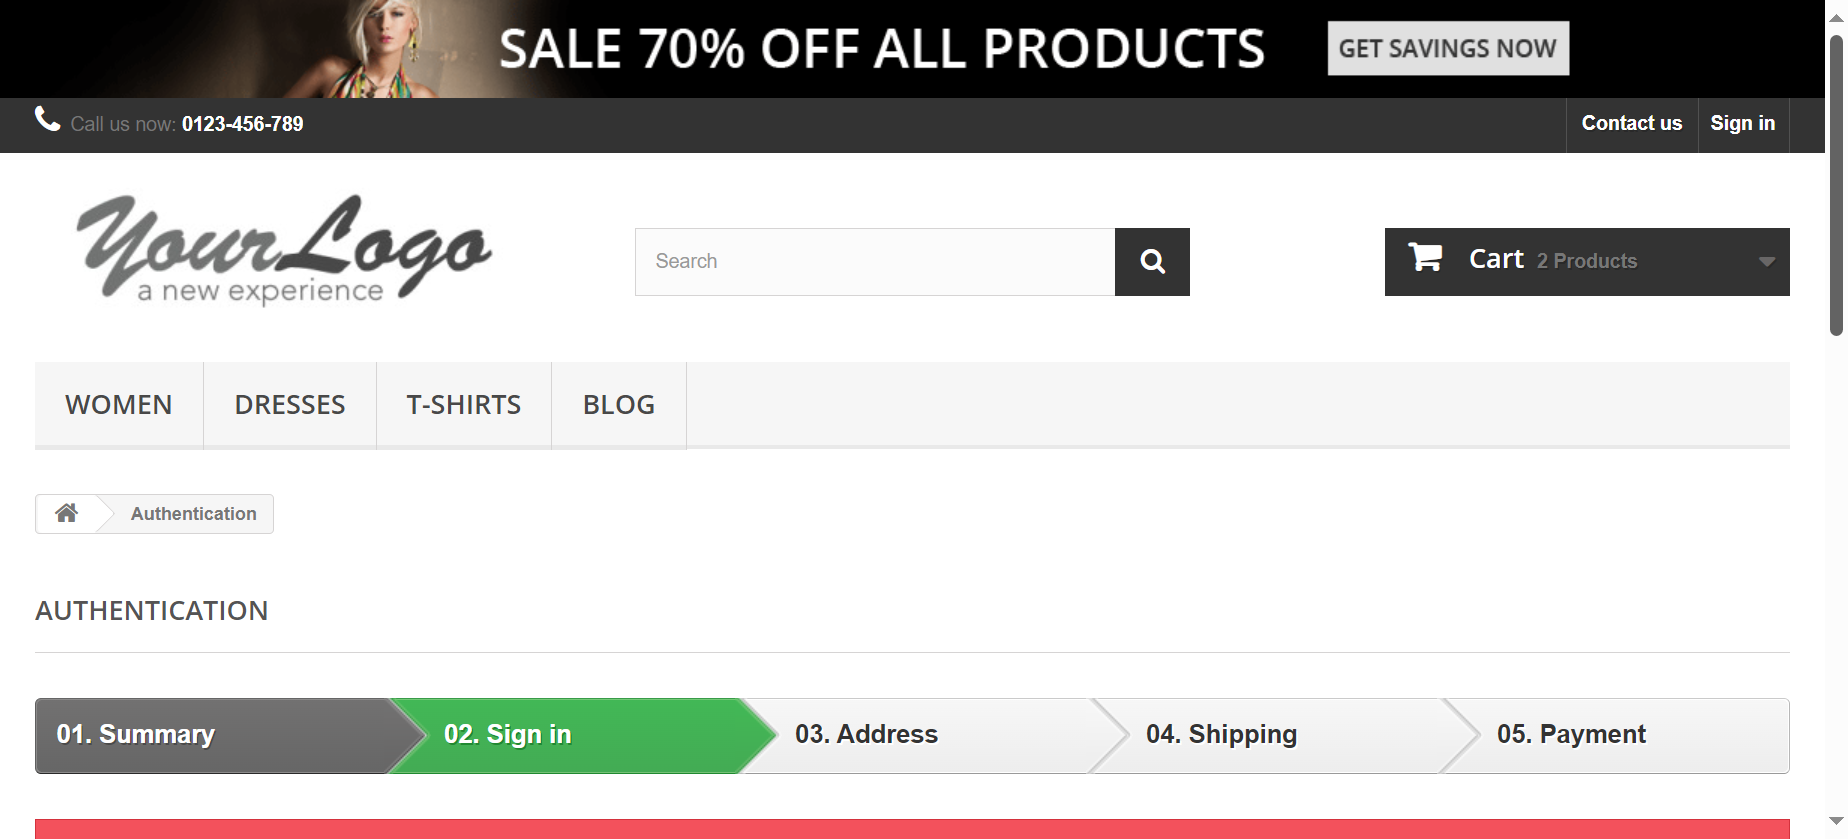 SALE 70% OFF ALL PRODUCTS GET SAVINGS NOW
Call us now: 0123-456-789 Contact us Sign in
YourLogo
a new experience
Search
Cart 2 Products
WOMEN DRESSES T-SHIRTS BLOG
Authentication
AUTHENTICATION
01. Summary 02. Sign in 03. Address 04. Shipping 05. Payment